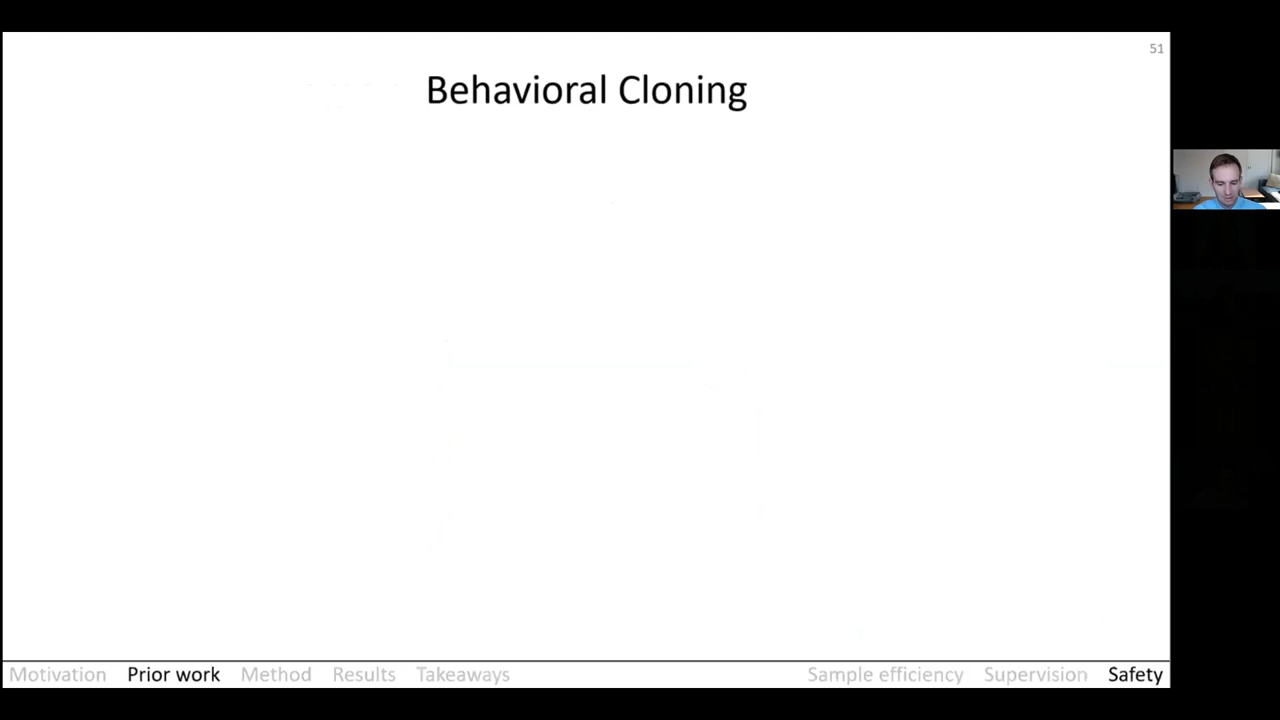 51
Behavioral Cloning
Motivation Prior work Method Results Takeaways Sample efficiency Supervision Safety